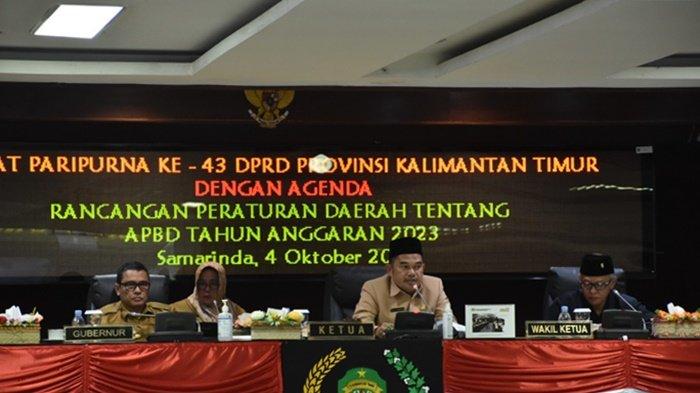 AT PARIPURNA KE - 43 DPRD PROVINSI KALIMANTAN TIMUR
DENGAN AGENDA
RANCANGAN PERATURAN DAERAH TENTANG
APBD TAHUN ANGGARAN 2023
Samarinda, 4 Oktober 20
GUBERNUR
KETUA
WAKIL KETUA